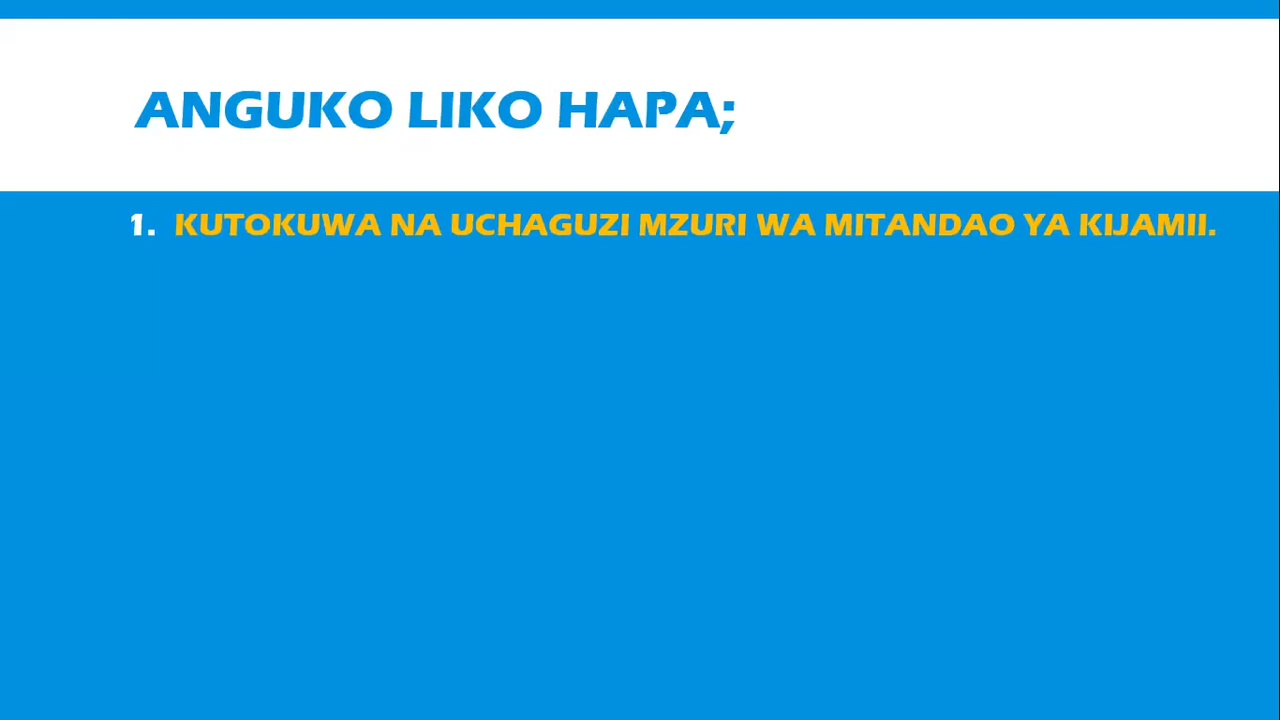 ANGUKO LIKO HAPA;
1. KUTOKUWA NA UCHAGUZI MZURI WA MITANDAO YA KIJAMII.